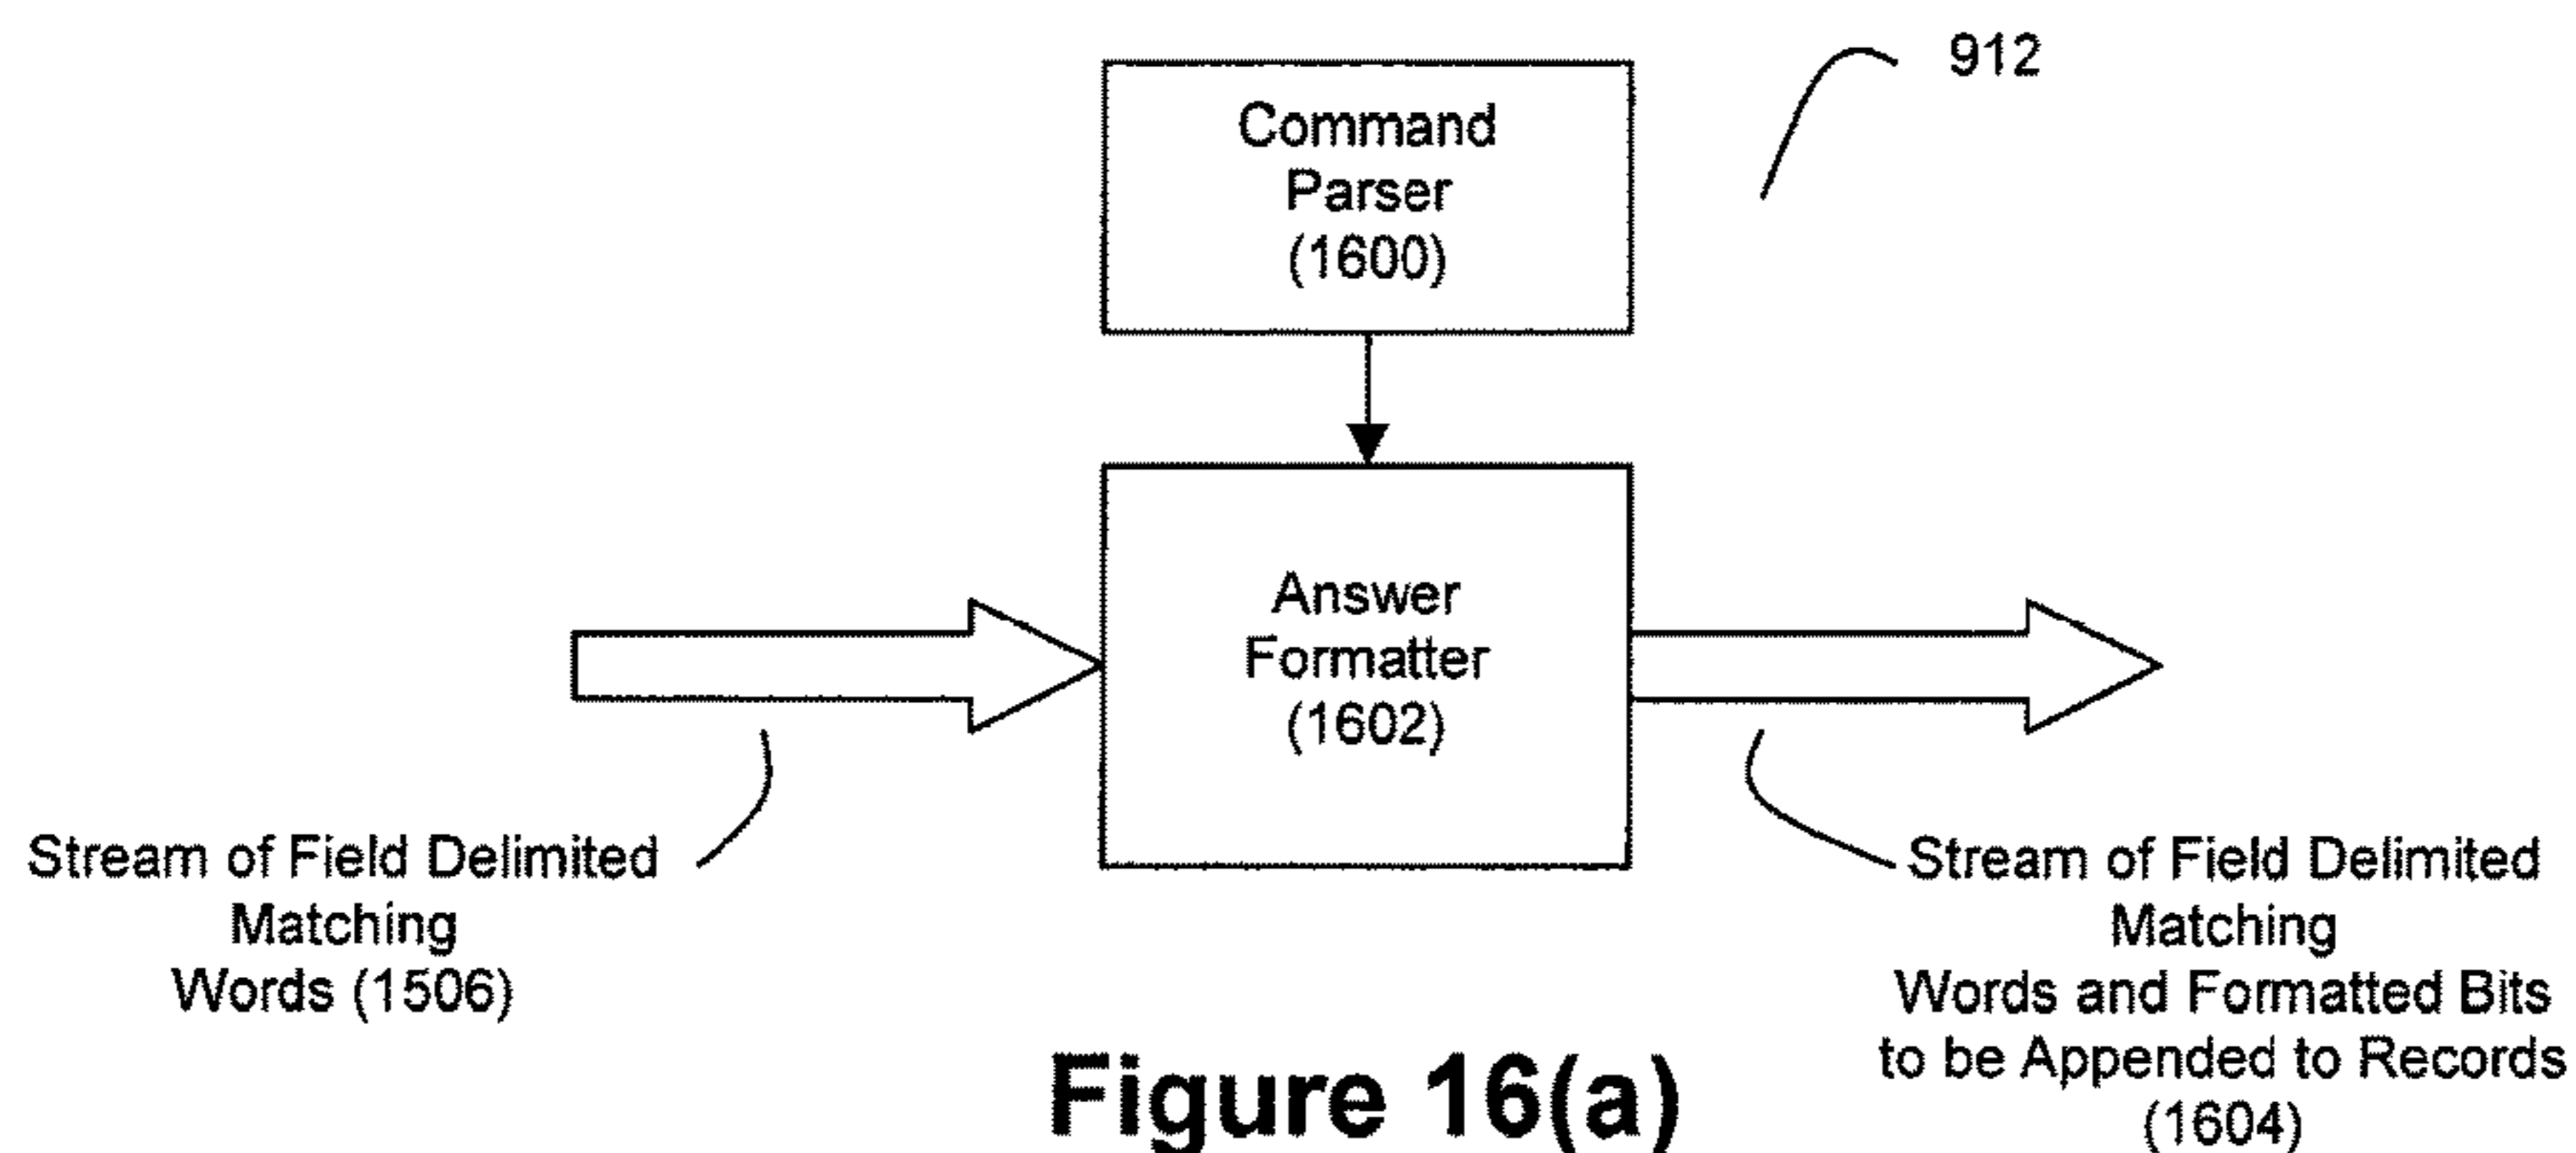 912
Command
Parser
(1600)
Answer
Formatter
(1602)
Stream of Field Delimited
Matching
Words (1506)
Stream of Field Delimited
Matching
Words and Formatted Bits
to be Appended to Records
(1604)
Figure 16(a)